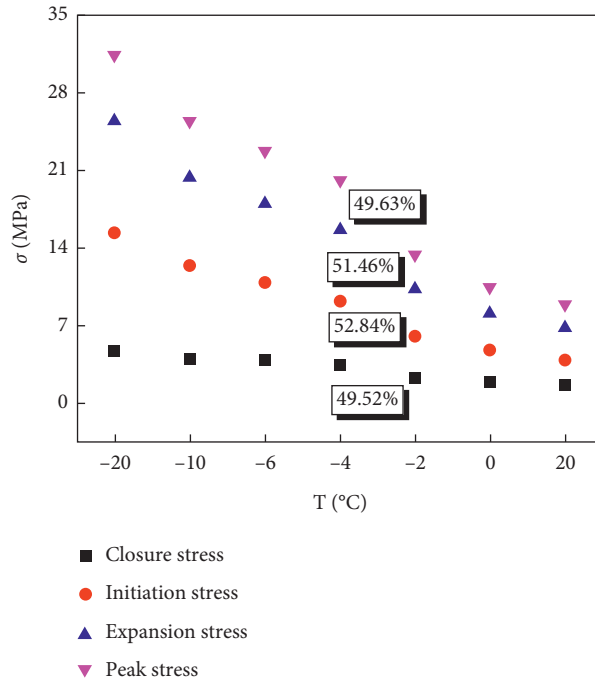 35
28
21
14
7
0
σ (MPa)
49.63%
51.46%
52.84%
49.52%
–20 –10 –6 –4 –2 0 20
T (°C)
Closure stress
Initiation stress
Expansion stress
Peak stress